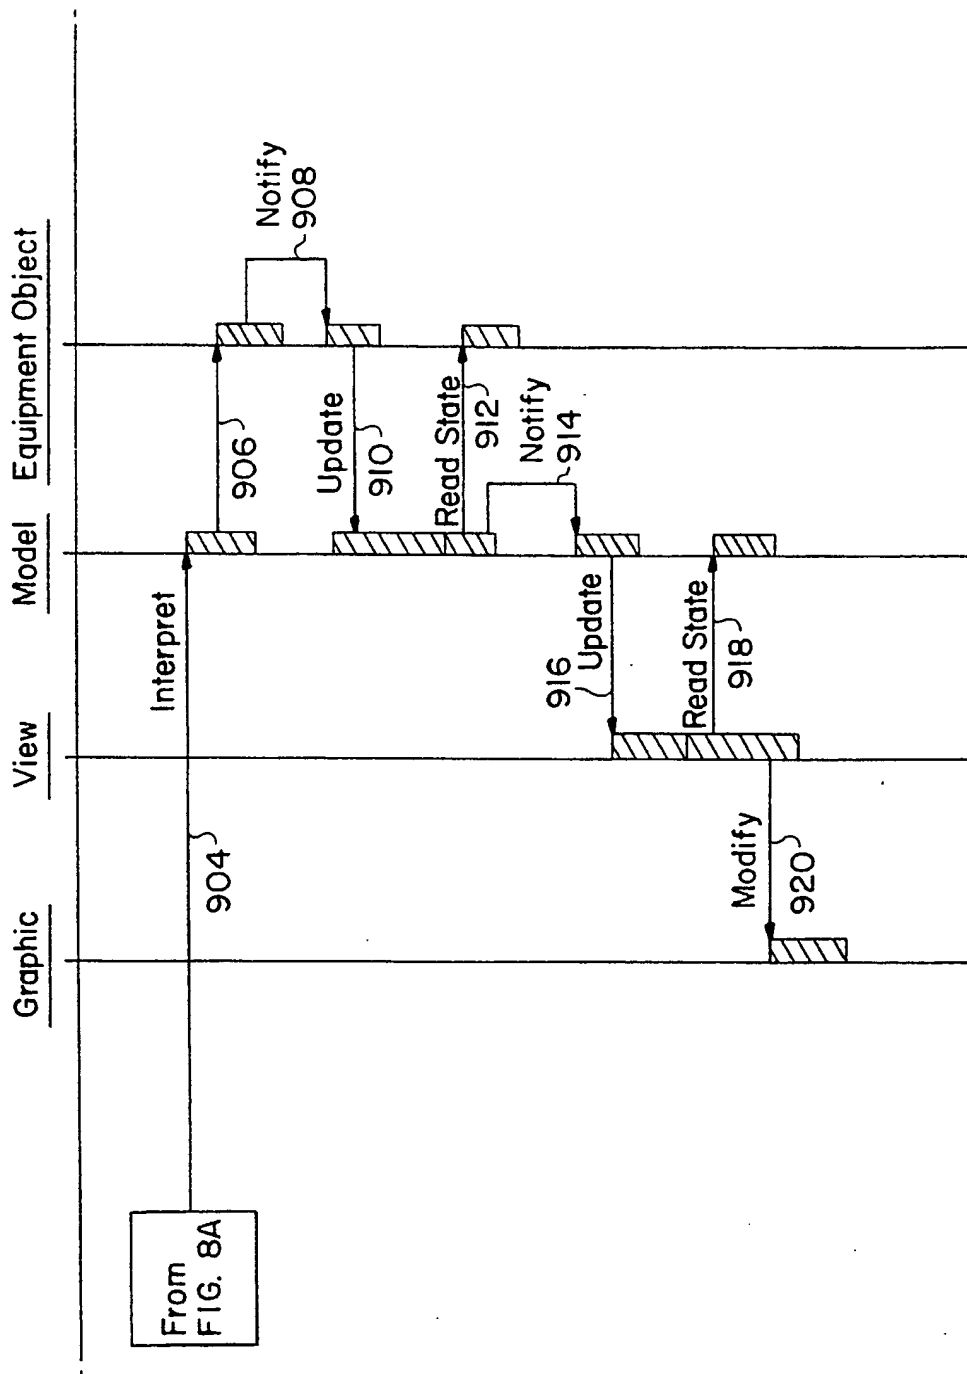 Graphic
View
Model
Equipment Object
From
FIG. 8A
904
Interpret
906
Notify
908
Update
910
Read State
912
Notify
914
916
Update
Read State
918
Modify
920